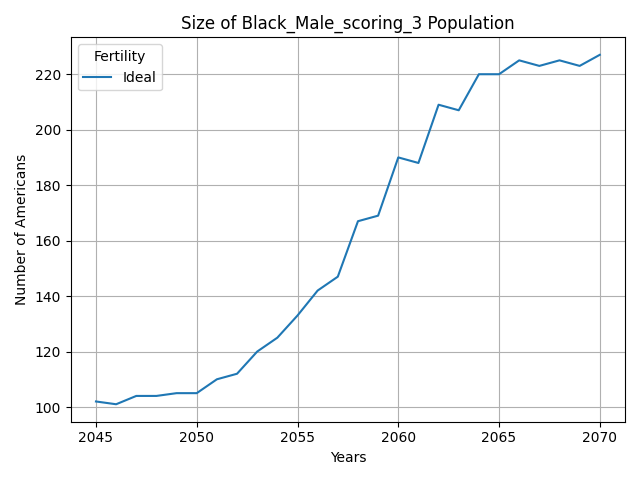 Size of Black_Male_scoring_3 Population
Fertility
Ideal
Number of Americans
220
200
180
160
140
120
100
2045 2050 2055 2060 2065 2070
Years